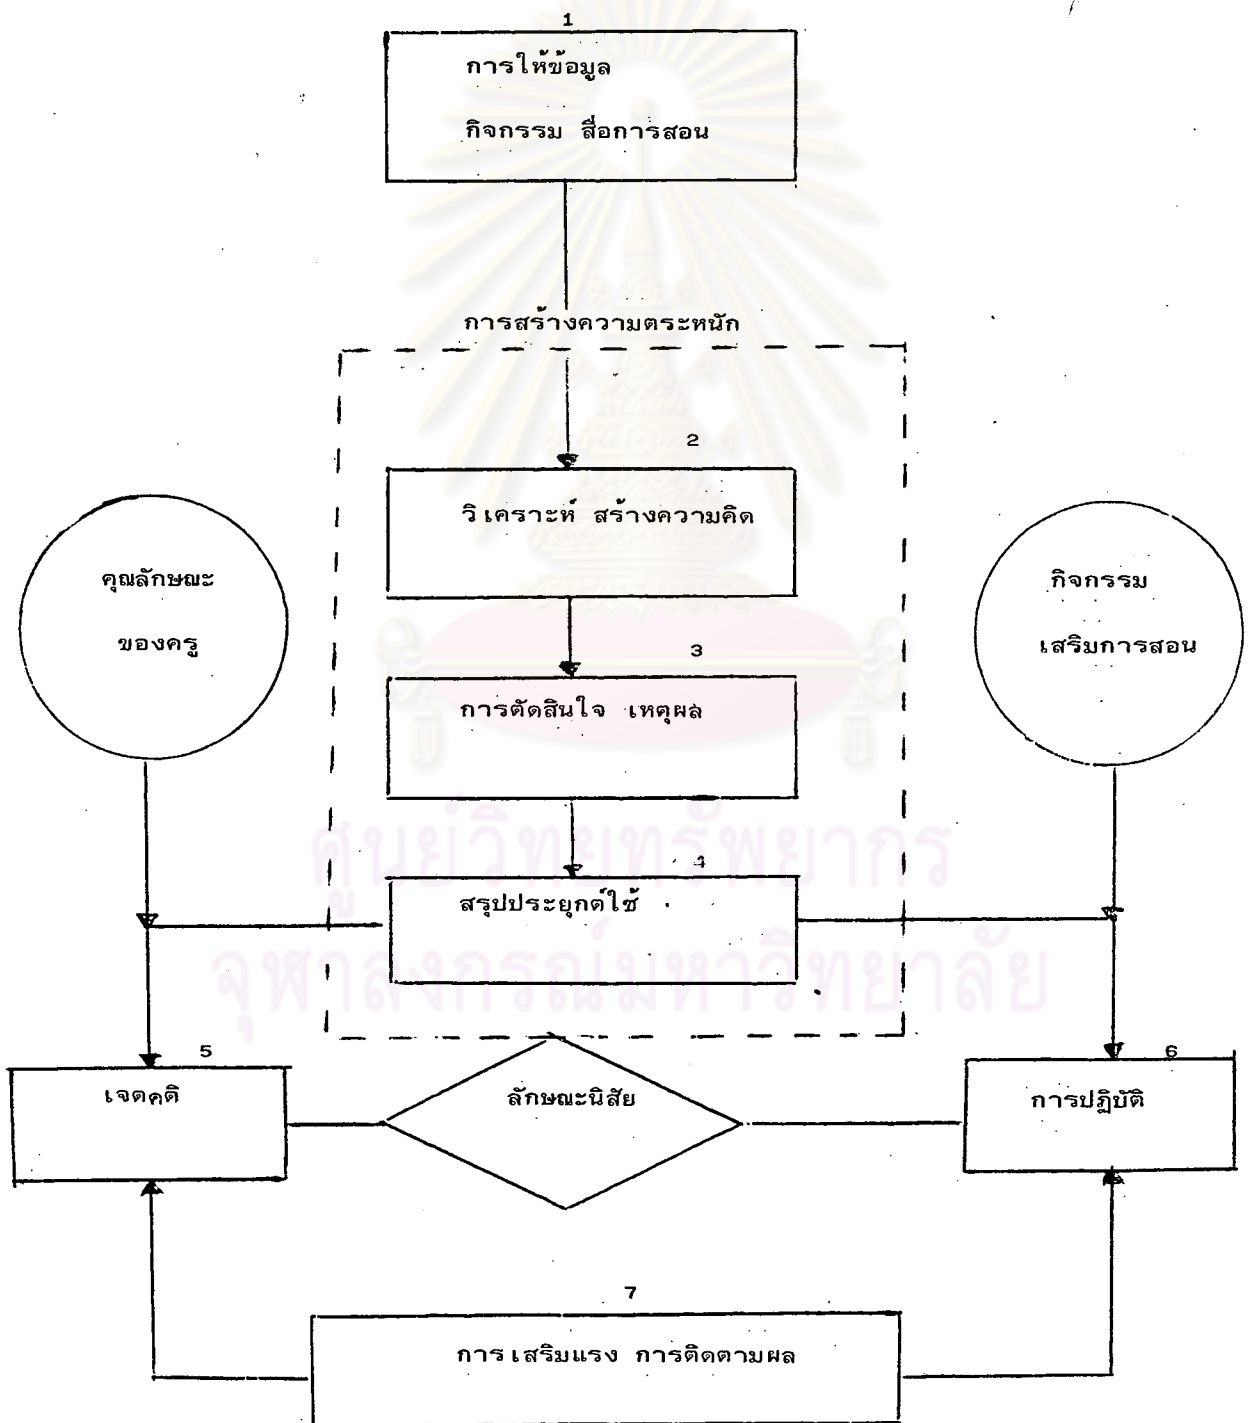 1
การให้ข้อมูล
กิจกรรม สื่อการสอน
การสร้างความตระหนัก
2
วิเคราะห์ สร้างความคิด
คุณลักษณะ
ของครู
กิจกรรม
เสริมการสอน
3
การตัดสินใจ เหตุผล
4
สรุปประยุกต์ใช้
ศูนย์วิทยทรัพยากร
จุฬาลงกรณ์มหาวิทยาลัย
5
เจตคติ
ลักษณะนิสัย
6
การปฏิบัติ
7
การเสริมแรง การติดตามผล